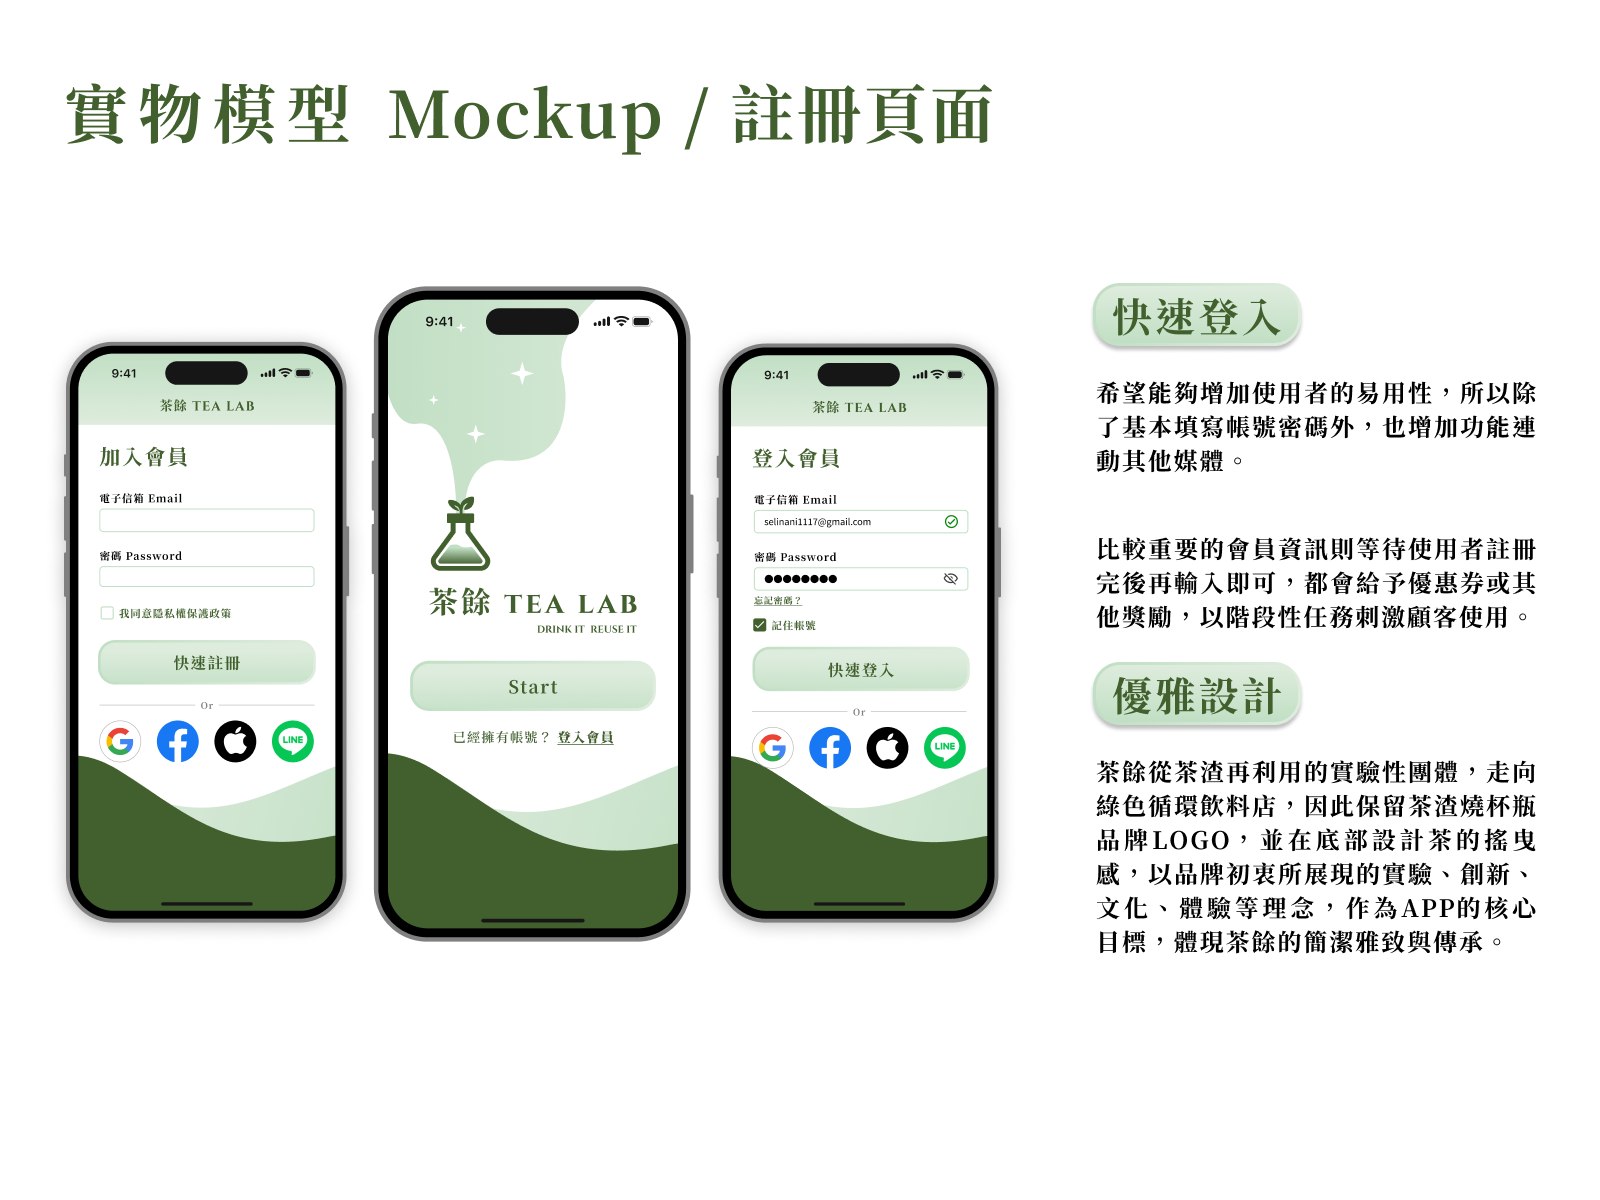 實物模型 Mockup / 註冊頁面
9:41
茶餘 TEA LAB
加入會員
電子信箱 Email
密碼 Password
我同意隱私權保護政策
快速註冊
Or
LINE
9:41
茶餘 TEA LAB
DRINK IT REUSE IT
Start
已經擁有帳號？ 登入會員
9:41
茶餘 TEA LAB
登入會員
電子信箱 Email
selinani1117@gmail.com
密碼 Password
忘記密碼？
記住帳號
快速登入
Or
LINE
快速登入
希望能夠增加使用者的易用性，所以除
了基本填寫帳號密碼外，也增加功能連
動其他媒體。
比較重要的會員資訊則等待使用者註冊
完後再輸入即可，都會給予優惠券或其
他獎勵，以階段性任務刺激顧客使用。
優雅設計
茶餘從茶渣再利用的實驗性團體，走向
綠色循環飲料店，因此保留茶渣燒杯瓶
品牌LOGO，並在底部設計茶的搖曳
感，以品牌初衷所展現的實驗、創新、
文化、體驗等理念，作為APP的核心
目標，體現茶餘的簡潔雅致與傳承。